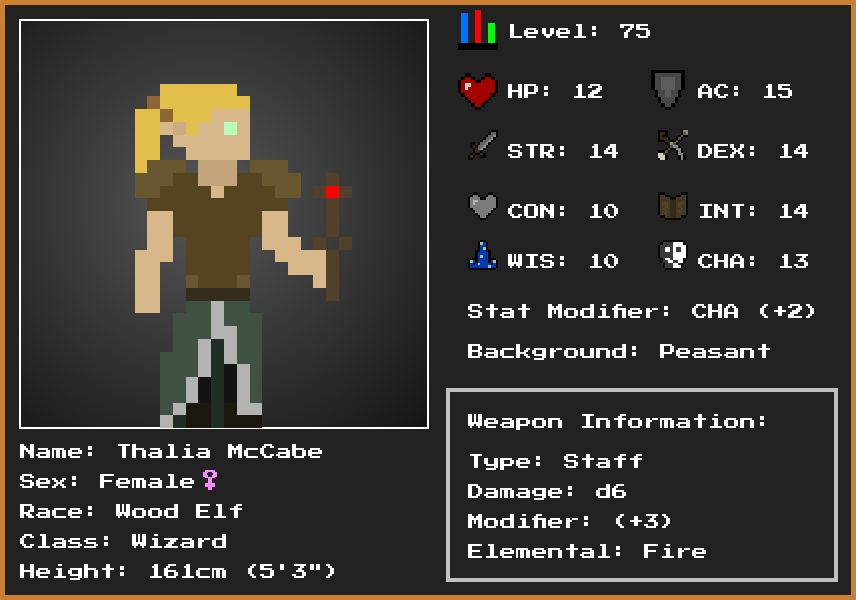 Level: 75
HP: 12 AC: 15
STR: 14 DEX: 14
CON: 10 INT: 14
WIS: 10 CHA: 13
Stat Modifier: CHA (+2)
Background: Peasant
Weapon Information:
Type: Staff
Damage: d6
Modifier: (+3)
Elemental: Fire
Name: Thalia McCabe
Sex: Female♀
Race: Wood Elf
Class: Wizard
Height: 161cm (5'3")